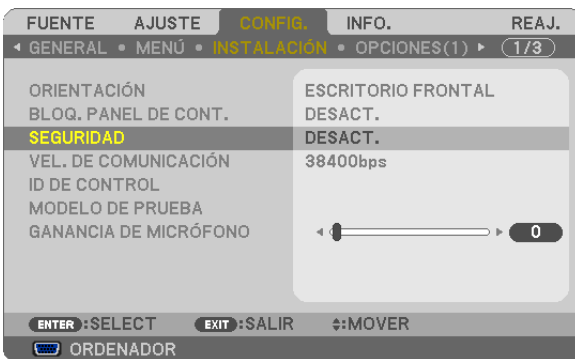 FUENTE AJUSTE CONFIG. INFO. REAJ.
GENERAL • MENÚ • INSTALACIÓN • OPCIONES(1) 1/3
ORIENTACIÓN ESCRITORIO FRONTAL
BLOQ. PANEL DE CONT. DESACT.
SEGURIDAD DESACT.
VEL. DE COMUNICACIÓN 38400bps
ID DE CONTROL
MODELO DE PRUEBA
GANANCIA DE MICRÓFONO 0
ENTER :SELECT EXIT :SALIR :MOVER
ORDENADOR